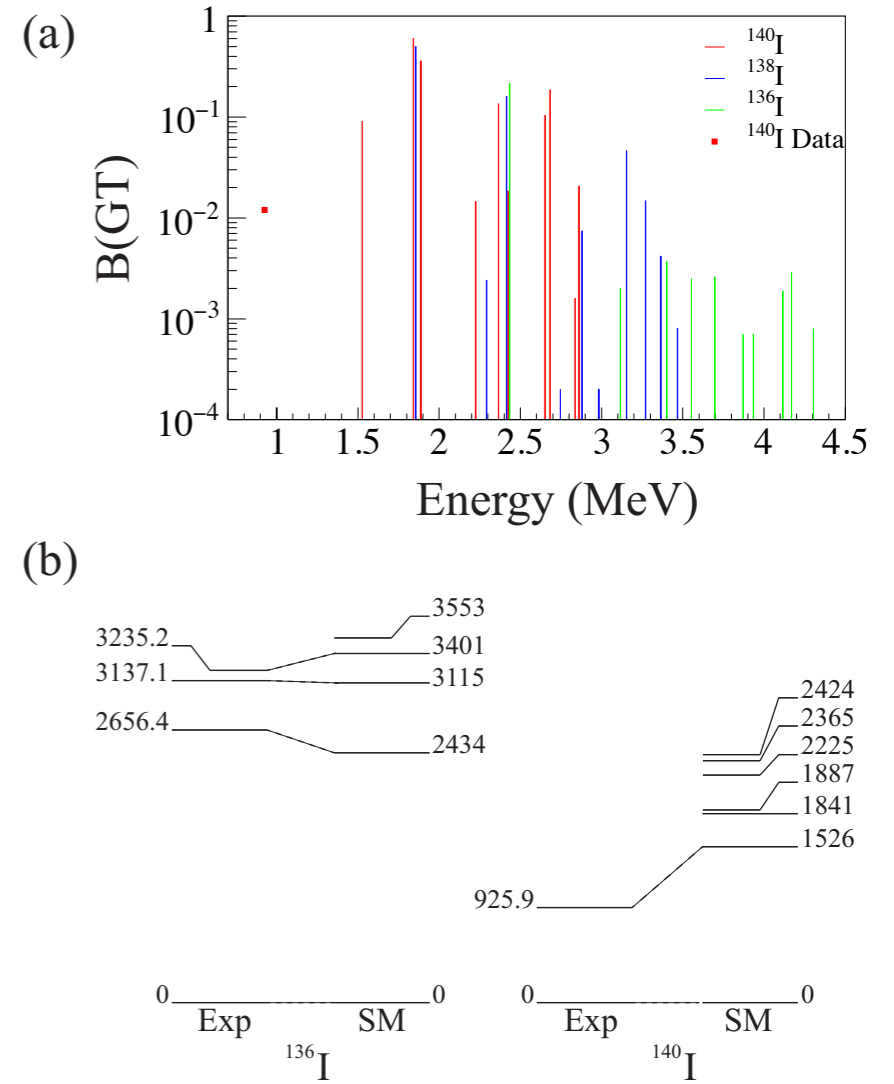 (a)
1
10⁻¹
10⁻²
10⁻³
10⁻⁴
B(GT)
¹⁴⁰I
¹³⁸I
¹³⁶I
¹⁴⁰I Data
1 1.5 2 2.5 3 3.5 4 4.5
Energy (MeV)
(b)
3553
3235.2 3401
3137.1 3115
2656.4 2434
2424
2365
2225
1887
1841
1526
925.9
0 0 0 0
Exp SM Exp SM
¹³⁶I ¹⁴⁰I